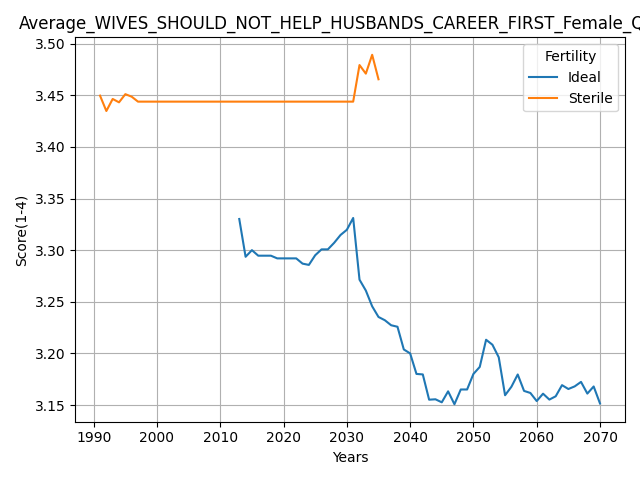 Average_WIVES_SHOULD_NOT_HELP_HUSBANDS_CAREER_FIRST_Female_Q
3.50
3.45
3.40
3.35
3.30
3.25
3.20
3.15
Score(1-4)
Fertility
Ideal
Sterile
1990 2000 2010 2020 2030 2040 2050 2060 2070
Years